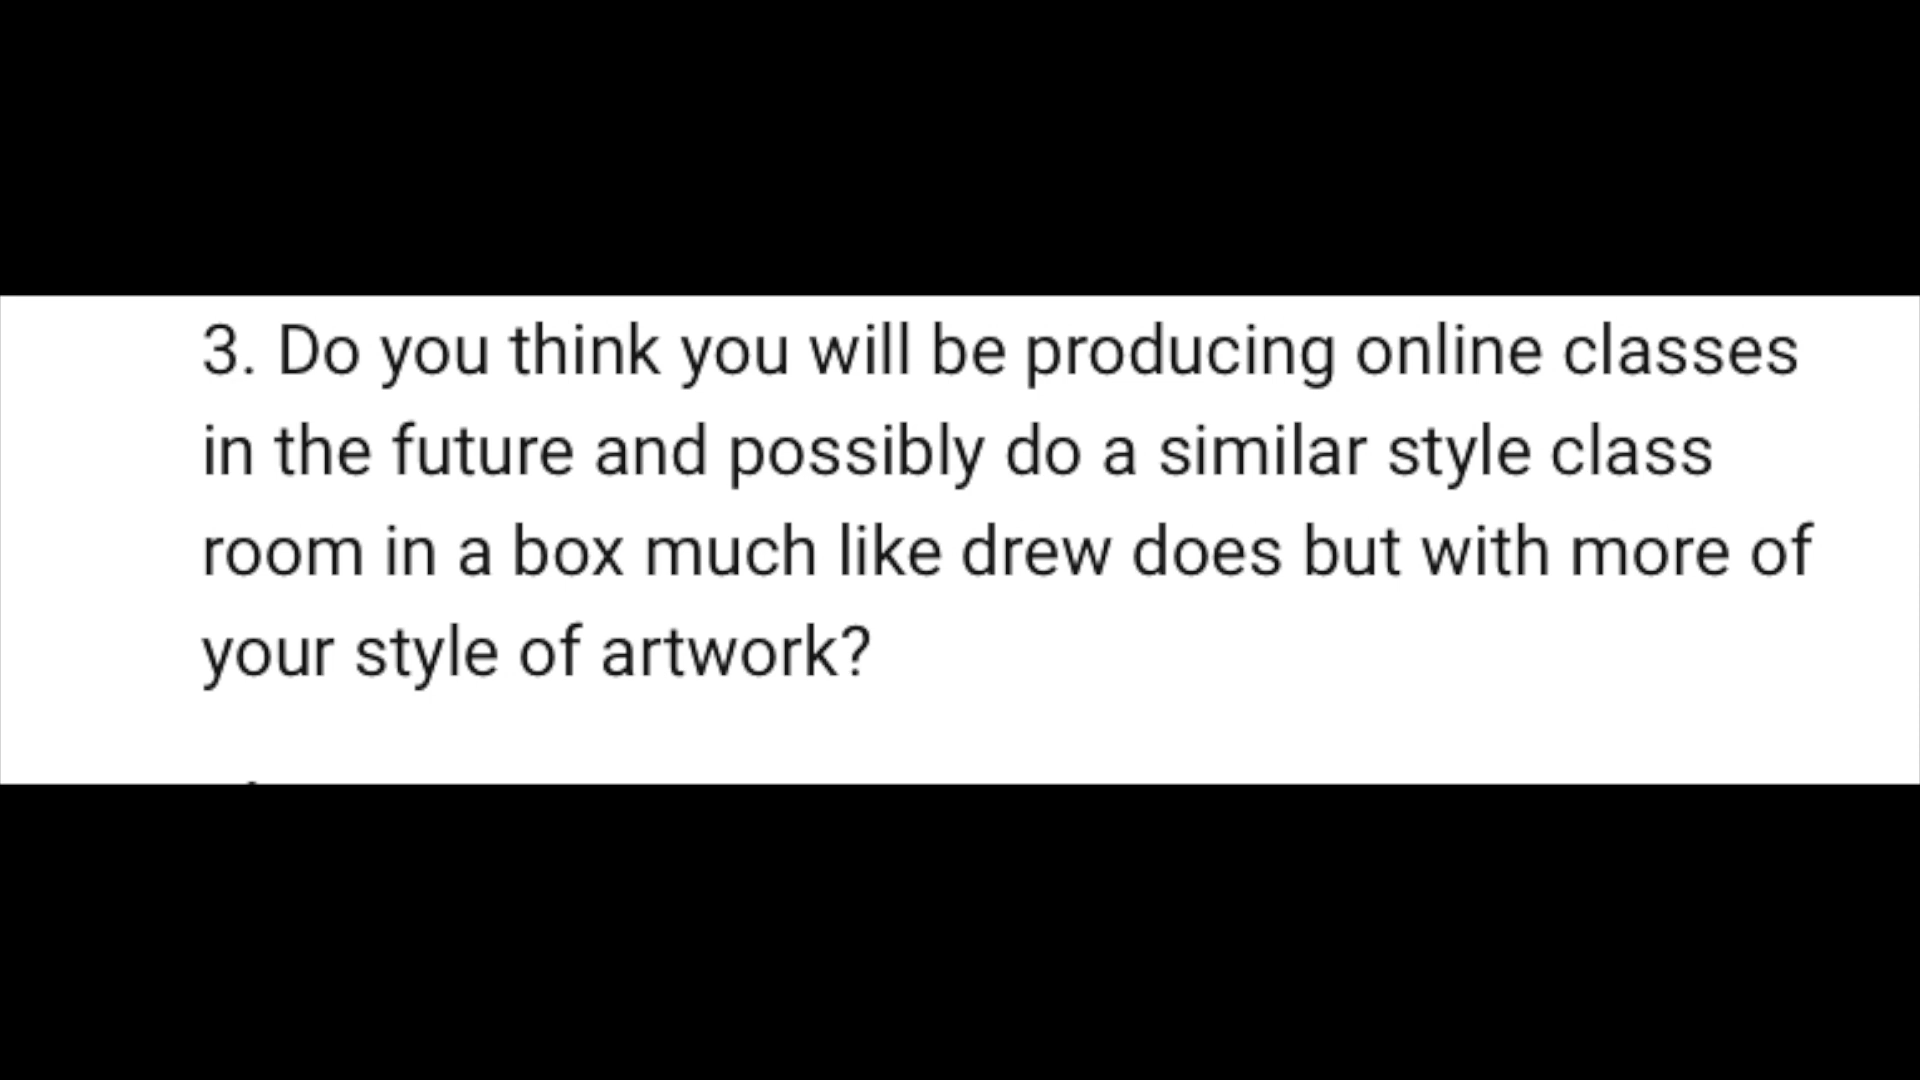 3. Do you think you will be producing online classes
in the future and possibly do a similar style class
room in a box much like drew does but with more of
your style of artwork?